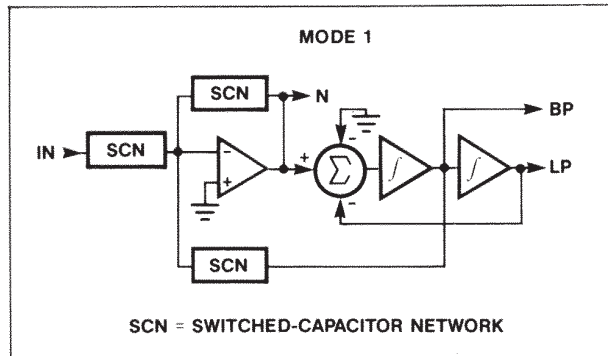 MODE 1
SCN
N
IN
SCN
-
+
+
-
Σ
-
∫
∫
BP
LP
SCN
SCN = SWITCHED-CAPACITOR NETWORK